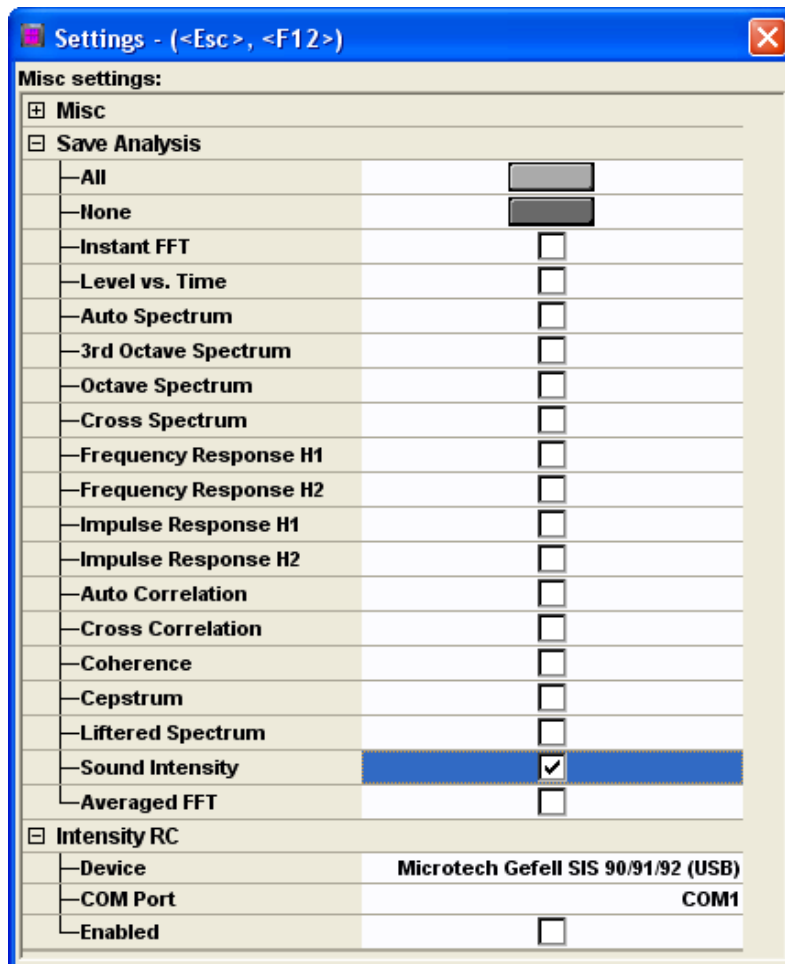 Settings - (<Esc>, <F12>)
Misc settings:
Misc
Save Analysis
All
None
Instant FFT
Level vs. Time
Auto Spectrum
3rd Octave Spectrum
Octave Spectrum
Cross Spectrum
Frequency Response H1
Frequency Response H2
Impulse Response H1
Impulse Response H2
Auto Correlation
Cross Correlation
Coherence
Cepstrum
Liftered Spectrum
Sound Intensity
Averaged FFT
Intensity RC
Device Microtech Gefell SIS 90/91/92 (USB)
COM Port COM1
Enabled